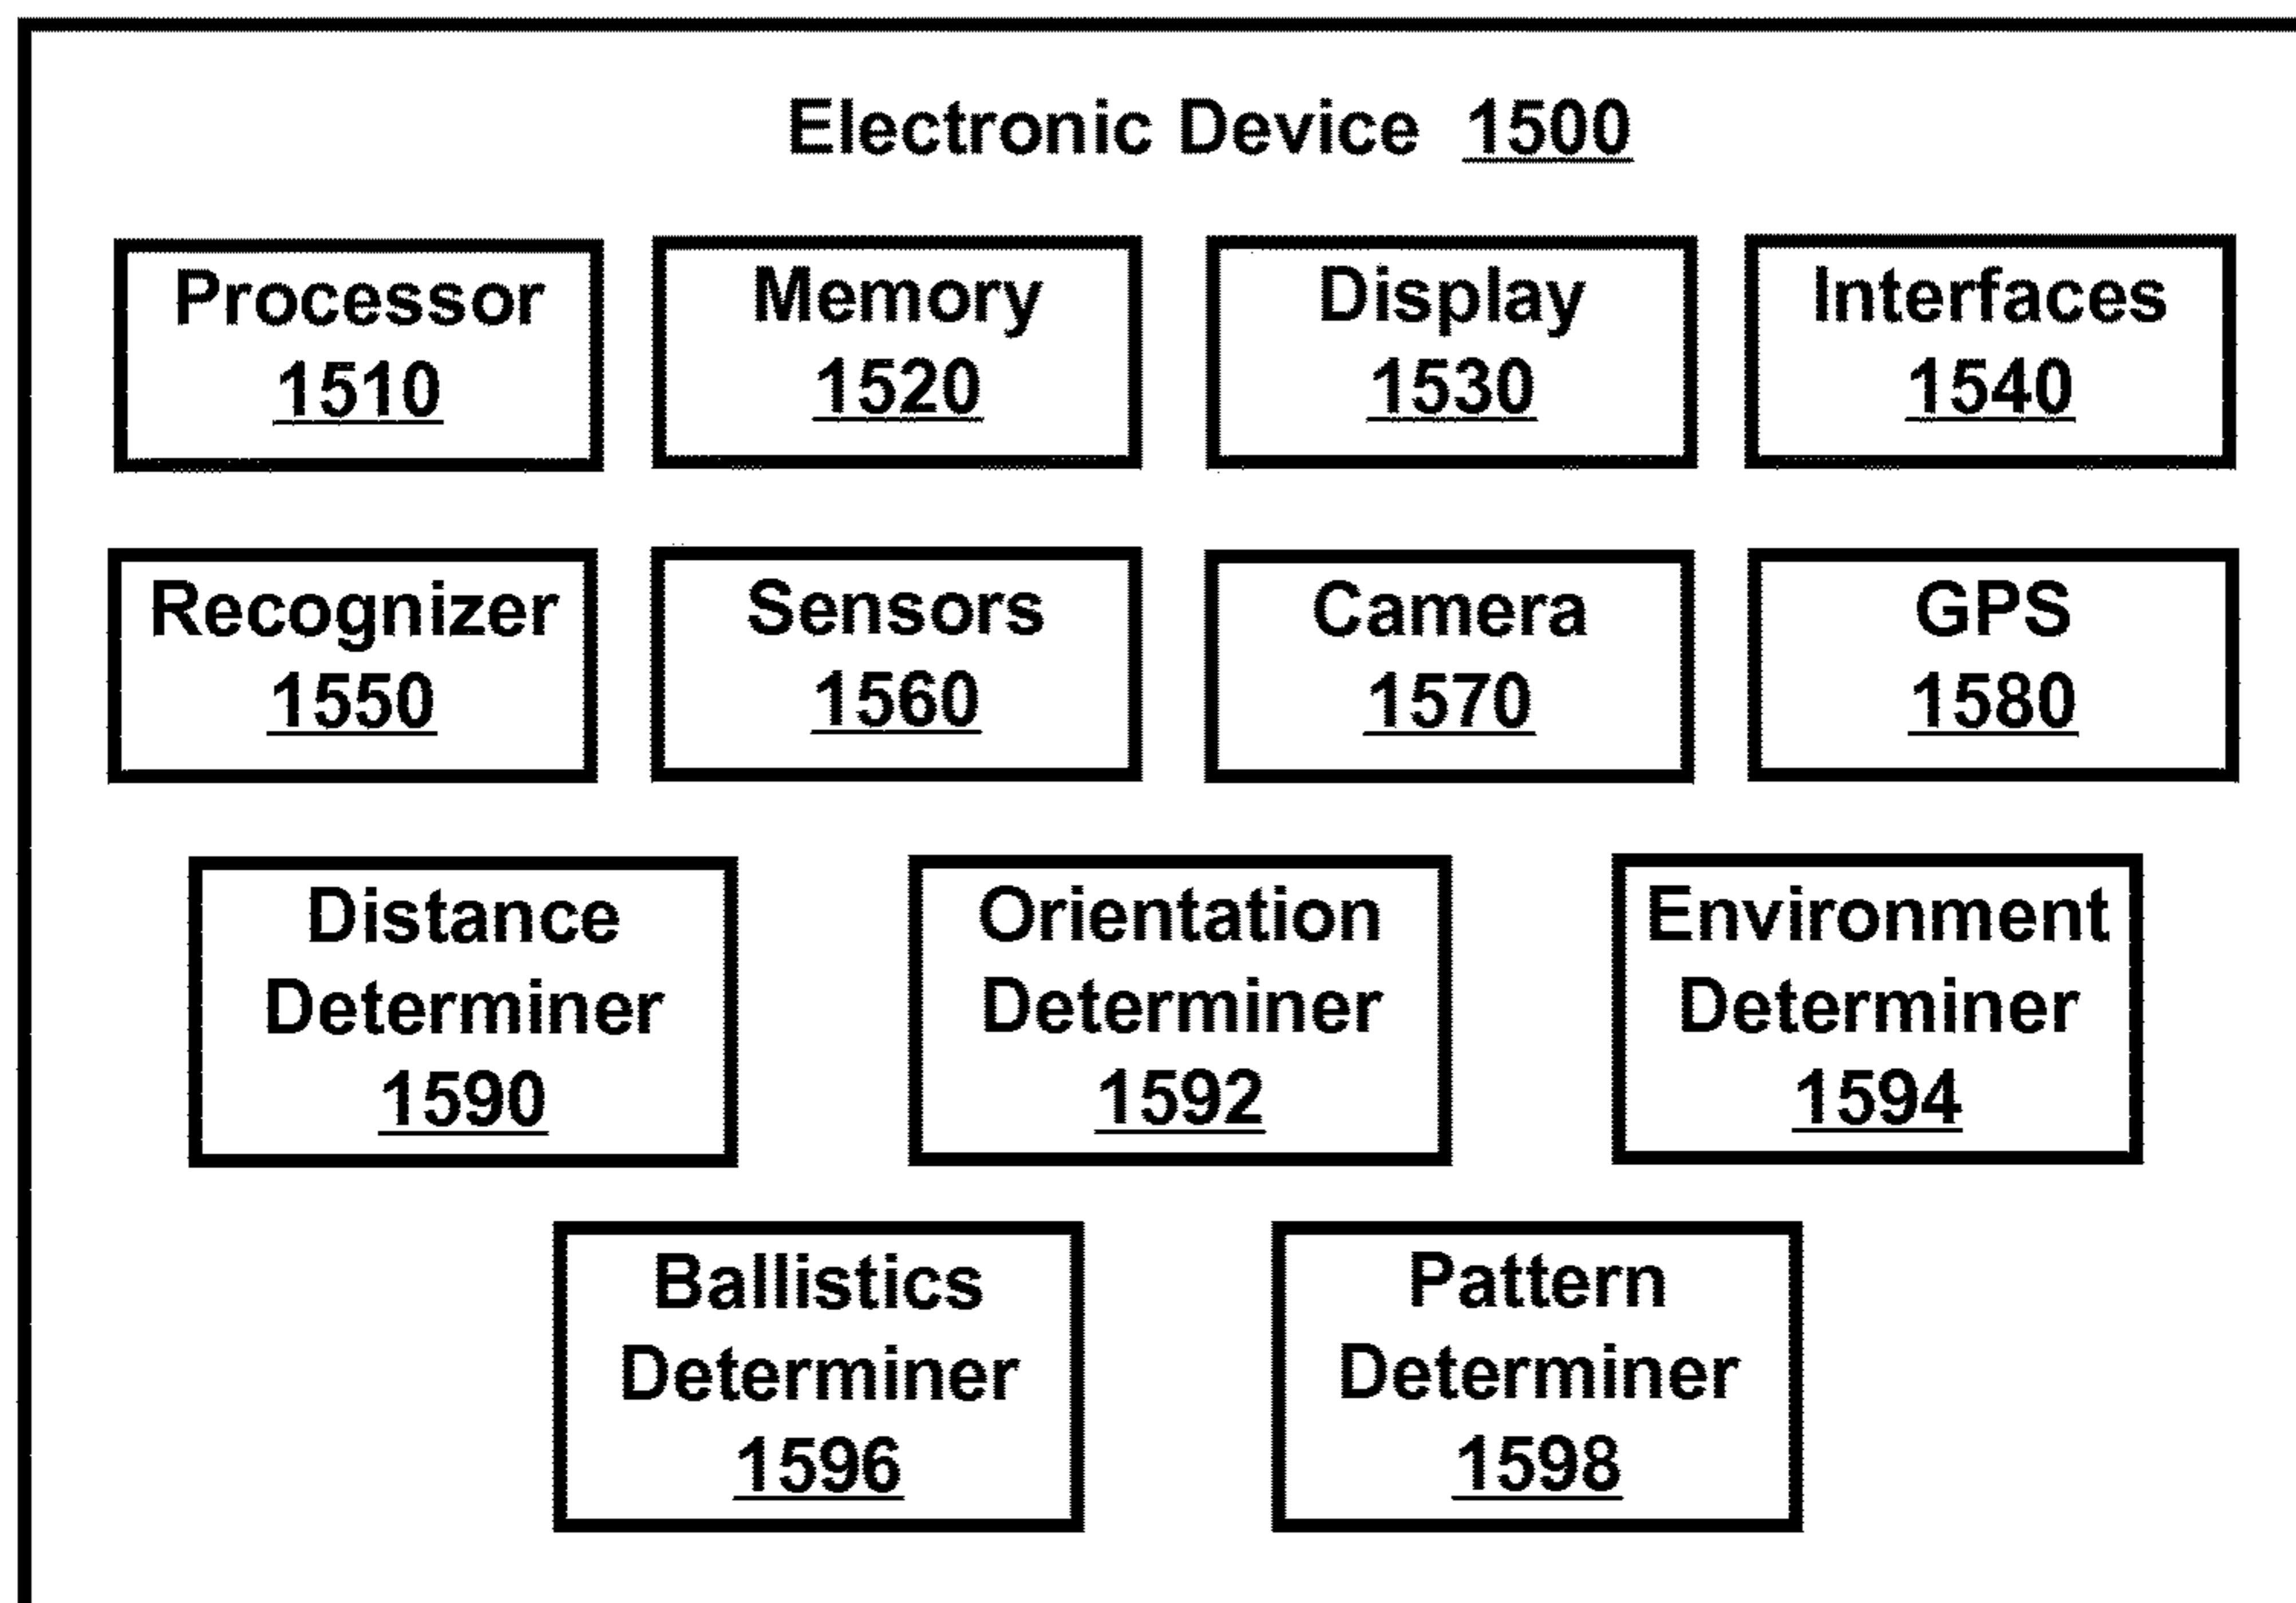 Electronic Device 1500
Processor
1510
Memory
1520
Display
1530
Interfaces
1540
Recognizer
1550
Sensors
1560
Camera
1570
GPS
1580
Distance
Determiner
1590
Orientation
Determiner
1592
Environment
Determiner
1594
Ballistics
Determiner
1596
Pattern
Determiner
1598